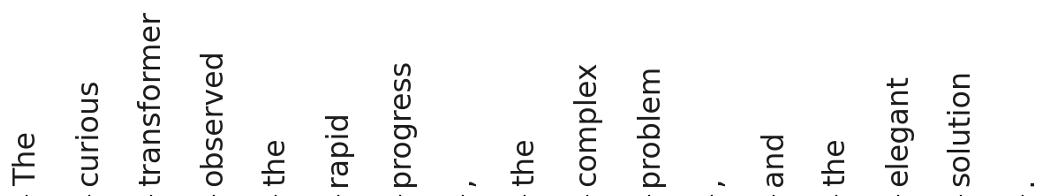 The curious transformer observed the rapid progress , the complex problem , and the elegant solution .